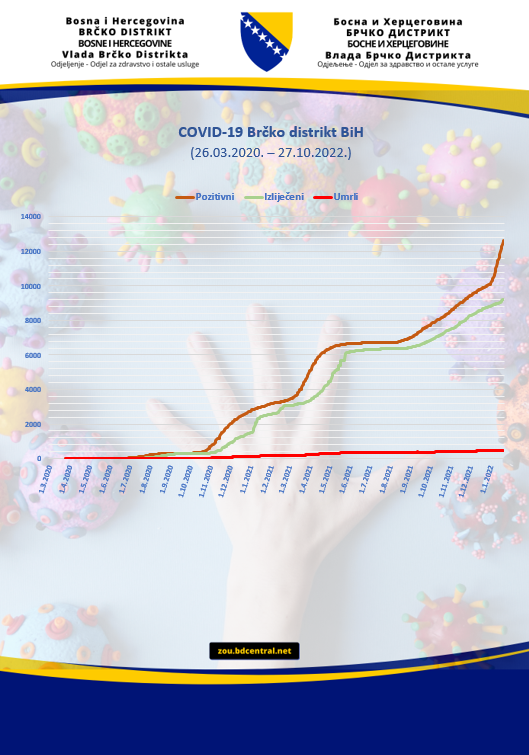 Bosna i Hercegovina
BRČKO DISTRIKT
BOSNE I HERCEGOVINE
Vlada Brčko Distrikta
Odjeljenje - Odjel za zdravstvo i ostale usluge
Босна и Херцеговина
БРЧКО ДИСТРИКТ
БОСНЕ И ХЕРЦЕГОВИНЕ
Влада Брчко Дистрикта
Одјељење - Одјел за здравство и остале услуге
COVID-19 Brčko distrikt BiH
(26.03.2020. – 27.10.2022.)
Pozitivni Izliječeni Umrli
14000
12000
10000
8000
6000
4000
2000
0
1.3.2020 1.4.2020 1.5.2020 1.6.2020 1.7.2020 1.8.2020 1.9.2020 1.10.2020 1.11.2020 1.12.2020 1.1.2021 1.2.2021 1.3.2021 1.4.2021 1.5.2021 1.6.2021 1.7.2021 1.8.2021 1.9.2021 1.10.2021 1.11.2021 1.12.2021 1.1.2022
zou.bdcentral.net